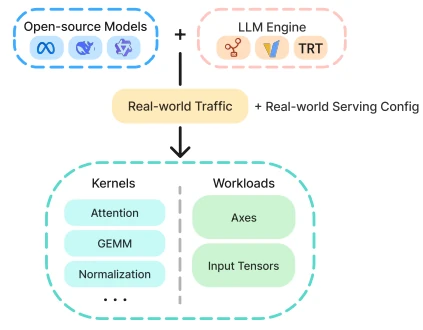 Open-source Models
+
LLM Engine
TRT
Real-world Traffic
+ Real-world Serving Config
Kernels
Workloads
Attention
GEMM
Normalization
...
Axes
Input Tensors